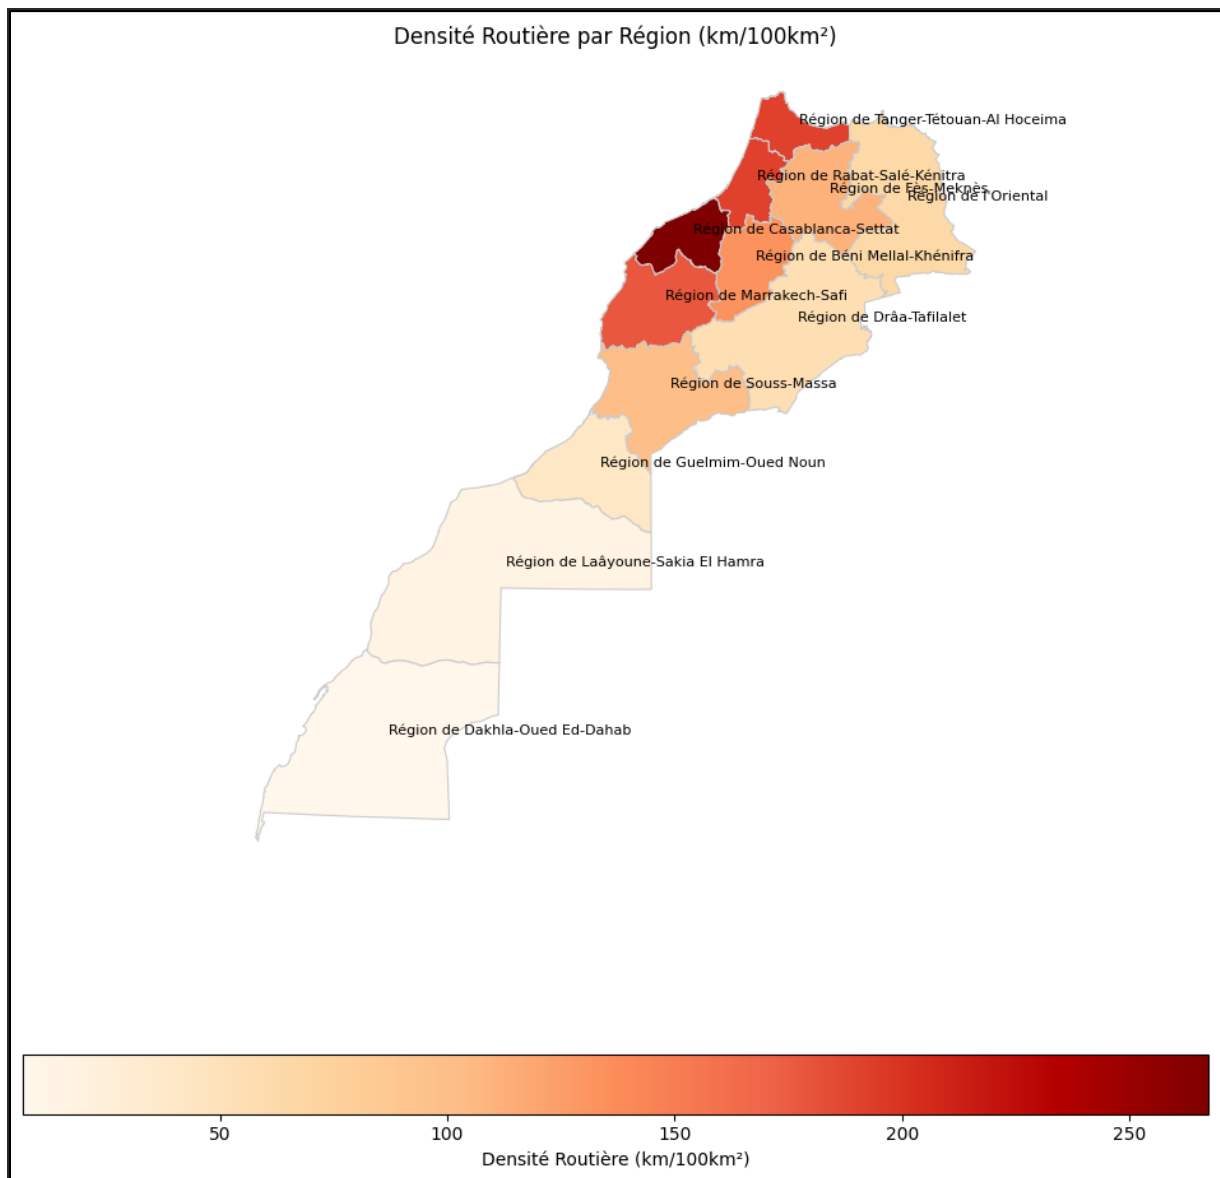 Densité Routière par Région (km/100km²)
Région de Tanger-Tétouan-Al Hoceima
Région de Rabat-Salé-Kénitra
Région de Fès-Meknès
Région de l'Oriental
Région de Casablanca-Settat
Région de Béni Mellal-Khénifra
Région de Marrakech-Safi
Région de Drâa-Tafilalet
Région de Souss-Massa
Région de Guelmim-Oued Noun
Région de Laâyoune-Sakia El Hamra
Région de Dakhla-Oued Ed-Dahab
50 100 150 200 250
Densité Routière (km/100km²)